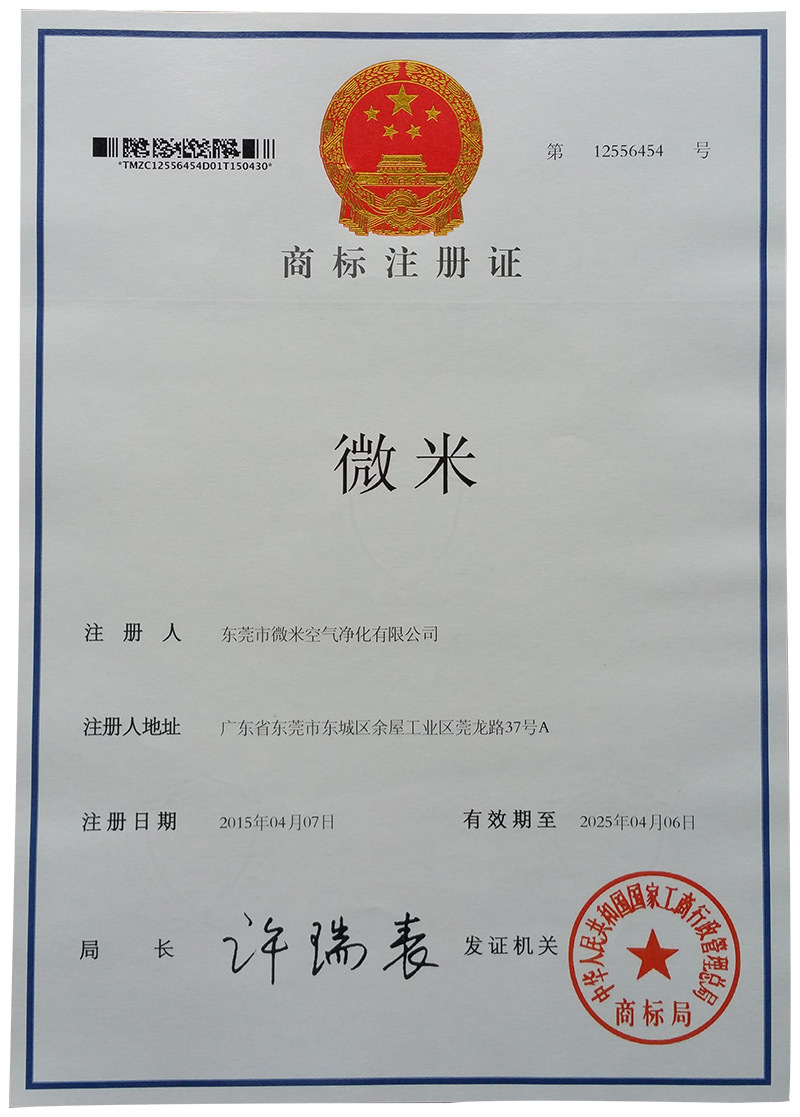 *TMZC12556454D01T150430*
第 12556454 号
商标注册证
微米
注册人 东莞市微米空气净化有限公司
注册人地址 广东省东莞市东城区余屋工业区莞龙路37号A
注册日期 2015年04月07日 有效期至 2025年04月06日
局长 许瑞表 发证机关
中华人民共和国国家工商行政管理总局
商标局